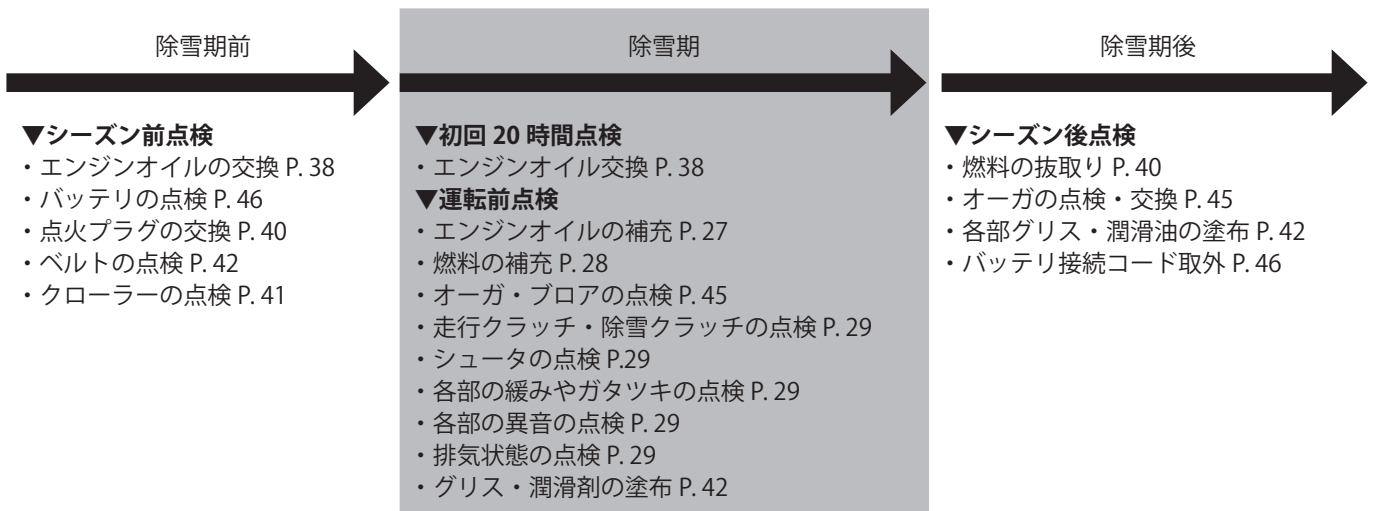 除雪期前
▼シーズン前点検
・エンジンオイルの交換 P. 38
・バッテリの点検 P. 46
・点火プラグの交換 P. 40
・ベルトの点検 P. 42
・クローラーの点検 P. 41
除雪期
▼初回 20 時間点検
・エンジンオイル交換 P. 38
▼運転前点検
・エンジンオイルの補充 P. 27
・燃料の補充 P. 28
・オーガ・ブロアの点検 P. 45
・走行クラッチ・除雪クラッチの点検 P. 29
・シュータの点検 P.29
・各部の緩みやガタツキの点検 P. 29
・各部の異音の点検 P. 29
・排気状態の点検 P. 29
・グリス・潤滑剤の塗布 P. 42
除雪期後
▼シーズン後点検
・燃料の抜取り P. 40
・オーガの点検・交換 P. 45
・各部グリス・潤滑油の塗布 P. 42
・バッテリ接続コード取外 P. 46